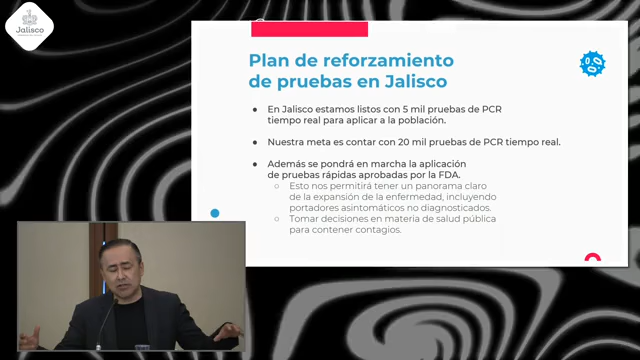 Jalisco
Plan de reforzamiento
de pruebas en Jalisco
● En Jalisco estamos listos con 5 mil pruebas de PCR
tiempo real para aplicar a la población.
● Nuestra meta es contar con 20 mil pruebas de PCR tiempo real.
● Además se pondrá en marcha la aplicación
de pruebas rápidas aprobadas por la FDA.
○ Esto nos permitirá tener un panorama claro
de la expansión de la enfermedad, incluyendo
portadores asintomáticos no diagnosticados.
○ Tomar decisiones en materia de salud pública
para contener contagios.